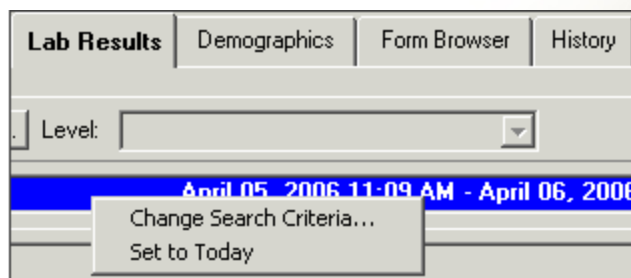 Lab Results Demographics Form Browser History
. Level:
April 05, 2006 11:09 AM - April 06, 2006
Change Search Criteria...
Set to Today